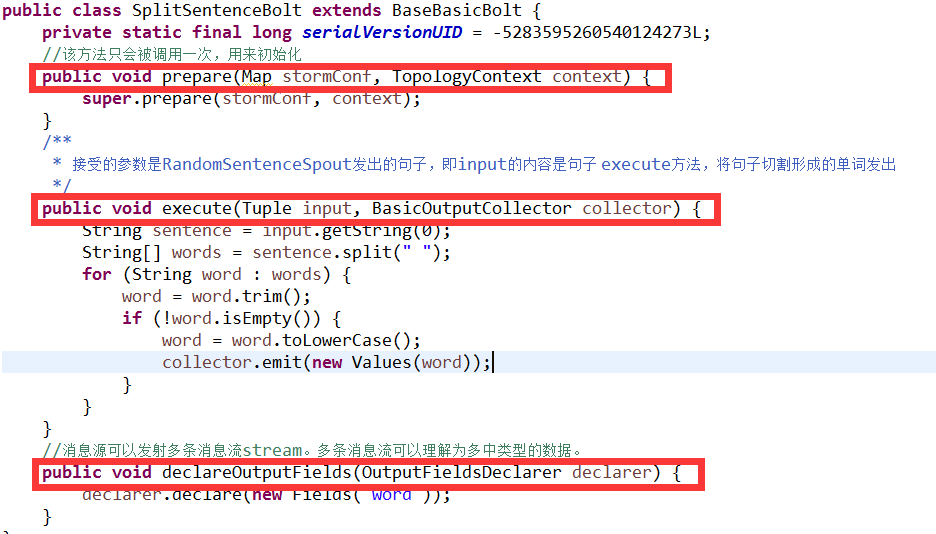 public class SplitSentenceBolt extends BaseBasicBolt {
    private static final long serialVersionUID = -5283595260540124273L;
    //该方法只会被调用一次，用来初始化
    public void prepare(Map stormConf, TopologyContext context) {
        super.prepare(stormConf, context);
    }
    /**
     * 接受的参数是RandomSentenceSpout发出的句子，即input的内容是句子 execute方法，将句子切割形成的单词发出
     */
    public void execute(Tuple input, BasicOutputCollector collector) {
        String sentence = input.getString(0);
        String[] words = sentence.split(" ");
        for (String word : words) {
            word = word.trim();
            if (!word.isEmpty()) {
                word = word.toLowerCase();
                collector.emit(new Values(word));
            }
        }
    }
    //消息源可以发射多条消息流stream。多条消息流可以理解为多中类型的数据。
    public void declareOutputFields(OutputFieldsDeclarer declarer) {
        declarer.declare(new Fields("word"));
    }
}